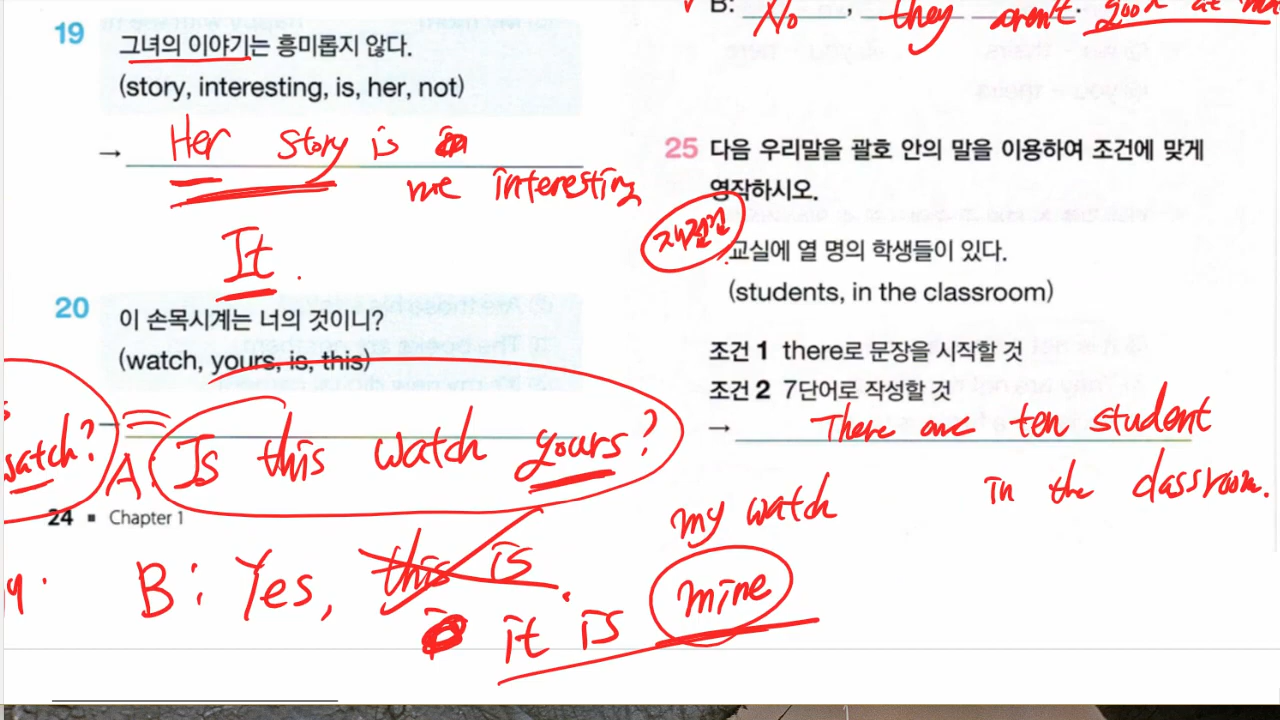 19
그녀의 이야기는 흥미롭지 않다.
(story, interesting, is, her, not)
→ Her story is
interesting
It.
20
이 손목시계는 너의 것이니?
(watch, yours, is, this)
→
watch?
A: Is this watch yours?
24 ▪ Chapter 1
B: Yes, this is.
it is mine
my watch
B: No, they aren't good at
25 다음 우리말을 괄호 안의 말을 이용하여 조건에 맞게
영작하시오.
교실에 열 명의 학생들이 있다.
(students, in the classroom)
조건 1 there로 문장을 시작할 것
조건 2 7단어로 작성할 것
→ There are ten student
in the classroom.